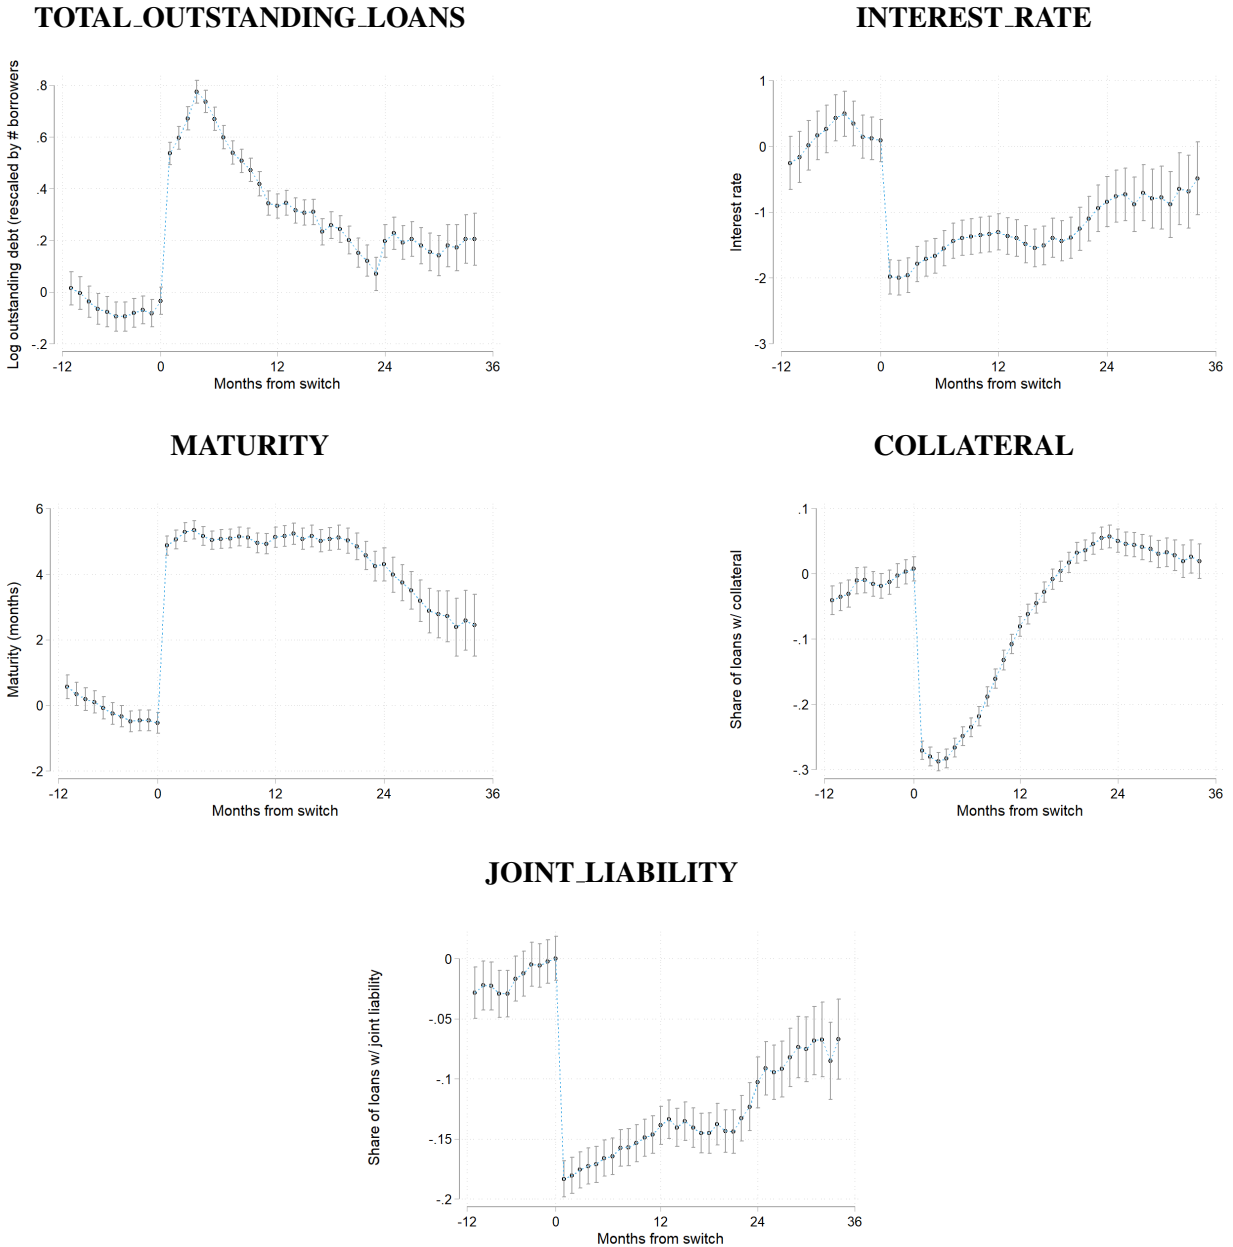 TOTAL_OUTSTANDING_LOANS
Log outstanding debt (rescaled by # borrowers
.8
.6
.4
.2
0
-.2
-12 0 12 24 36
Months from switch
INTEREST_RATE
Interest rate
1
0
-1
-2
-3
-12 0 12 24 36
Months from switch
MATURITY
Maturity (months)
6
4
2
0
-2
-12 0 12 24 36
Months from switch
COLLATERAL
Share of loans w/ collateral
.1
0
-.1
-.2
-.3
-12 0 12 24 36
Months from switch
JOINT_LIABILITY
Share of loans w/ joint liability
0
-.05
-.1
-.15
-.2
-12 0 12 24 36
Months from switch